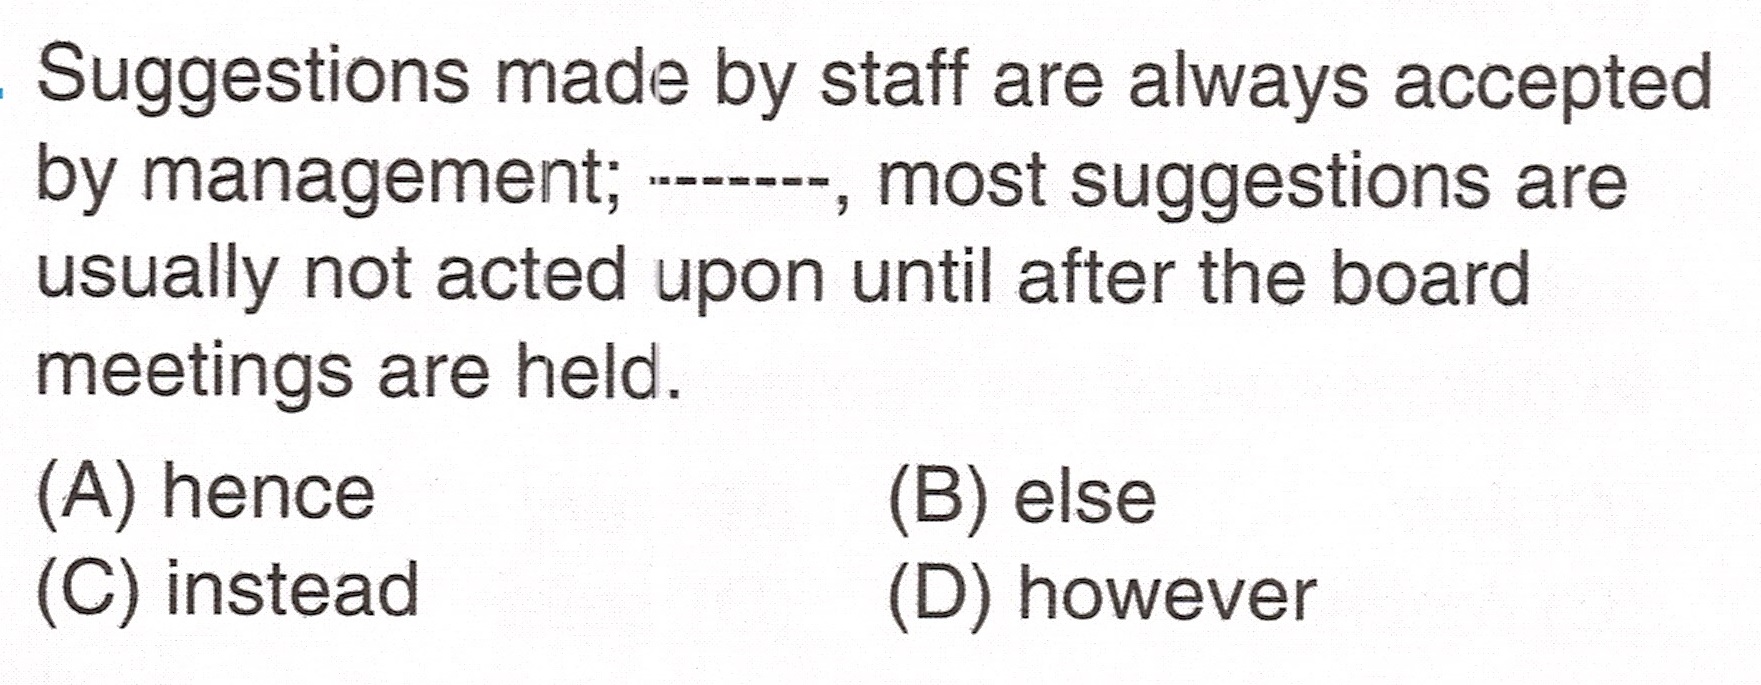 Suggestions made by staff are always accepted
by management; -------, most suggestions are
usually not acted upon until after the board
meetings are held.
(A) hence (B) else
(C) instead (D) however